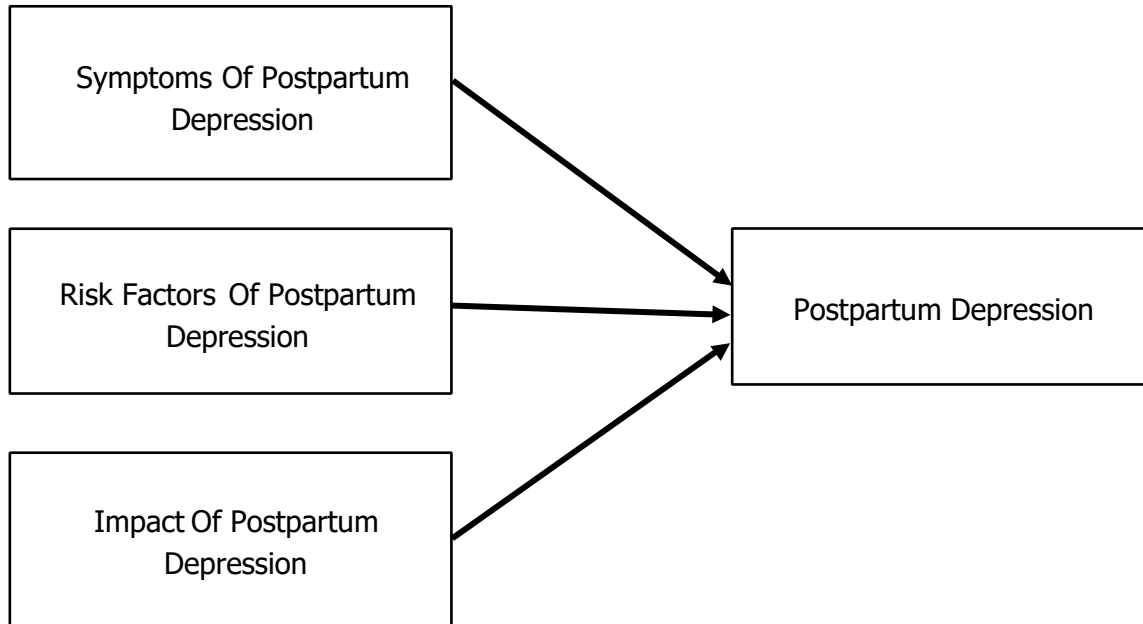 Symptoms Of Postpartum
Depression
Risk Factors Of Postpartum
Depression
Postpartum Depression
Impact Of Postpartum
Depression